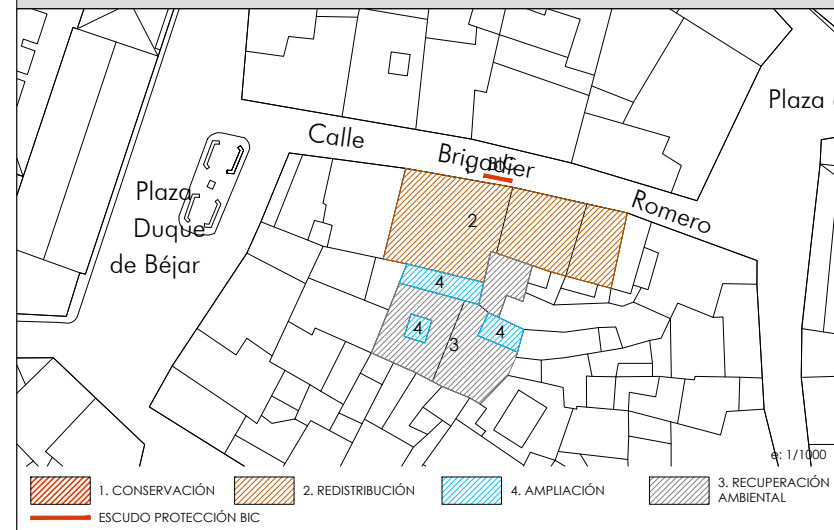 Plaza
Calle
Brigadier
BIC
Romero
Plaza
Duque
de Béjar
2
4
4
4
3
e: 1/1000
1. CONSERVACIÓN
2. REDISTRIBUCIÓN
4. AMPLIACIÓN
3. RECUPERACIÓN
AMBIENTAL
ESCUDO PROTECCIÓN BIC